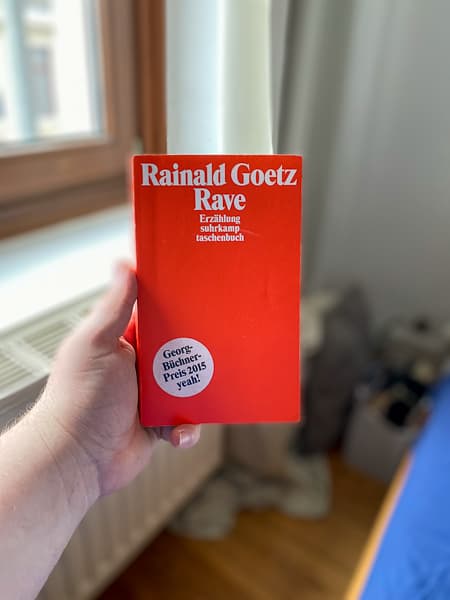 Rainald Goetz
Rave
Erzählung
suhrkamp
taschenbuch
Georg-
Büchner-
Preis 2015
yeah!